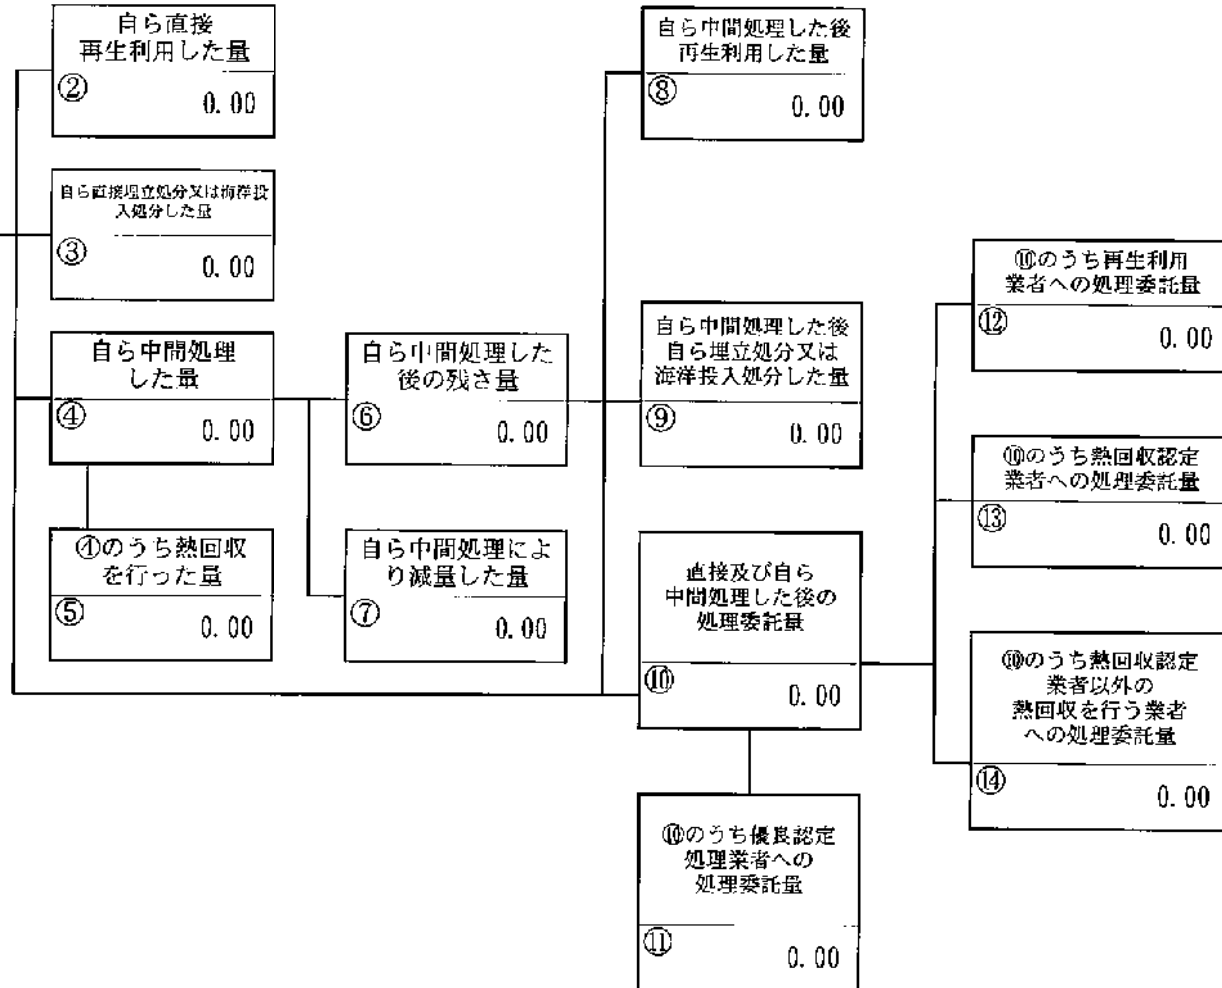 自ら直接
再生利用した量
②
0.00
自ら直接埋立処分又は海洋投
入処分した量
③
0.00
自ら中間処理
した量
④
0.00
④のうち熱回収
を行った量
⑤
0.00
自ら中間処理した
後の残さ量
⑥
0.00
自ら中間処理によ
り減量した量
⑦
0.00
自ら中間処理した後
再生利用した量
⑧
0.00
自ら中間処理した後
自ら埋立処分又は
海洋投入処分した量
⑨
0.00
直接及び自ら
中間処理した後の
処理委託量
⑩
0.00
⑩のうち優良認定
処理業者への
処理委託量
⑪
0.00
⑩のうち再生利用
業者への処理委託量
⑫
0.00
⑩のうち熱回収認定
業者への処理委託量
⑬
0.00
⑩のうち熱回収認定
業者以外の
熱回収を行う業者
への処理委託量
⑭
0.00